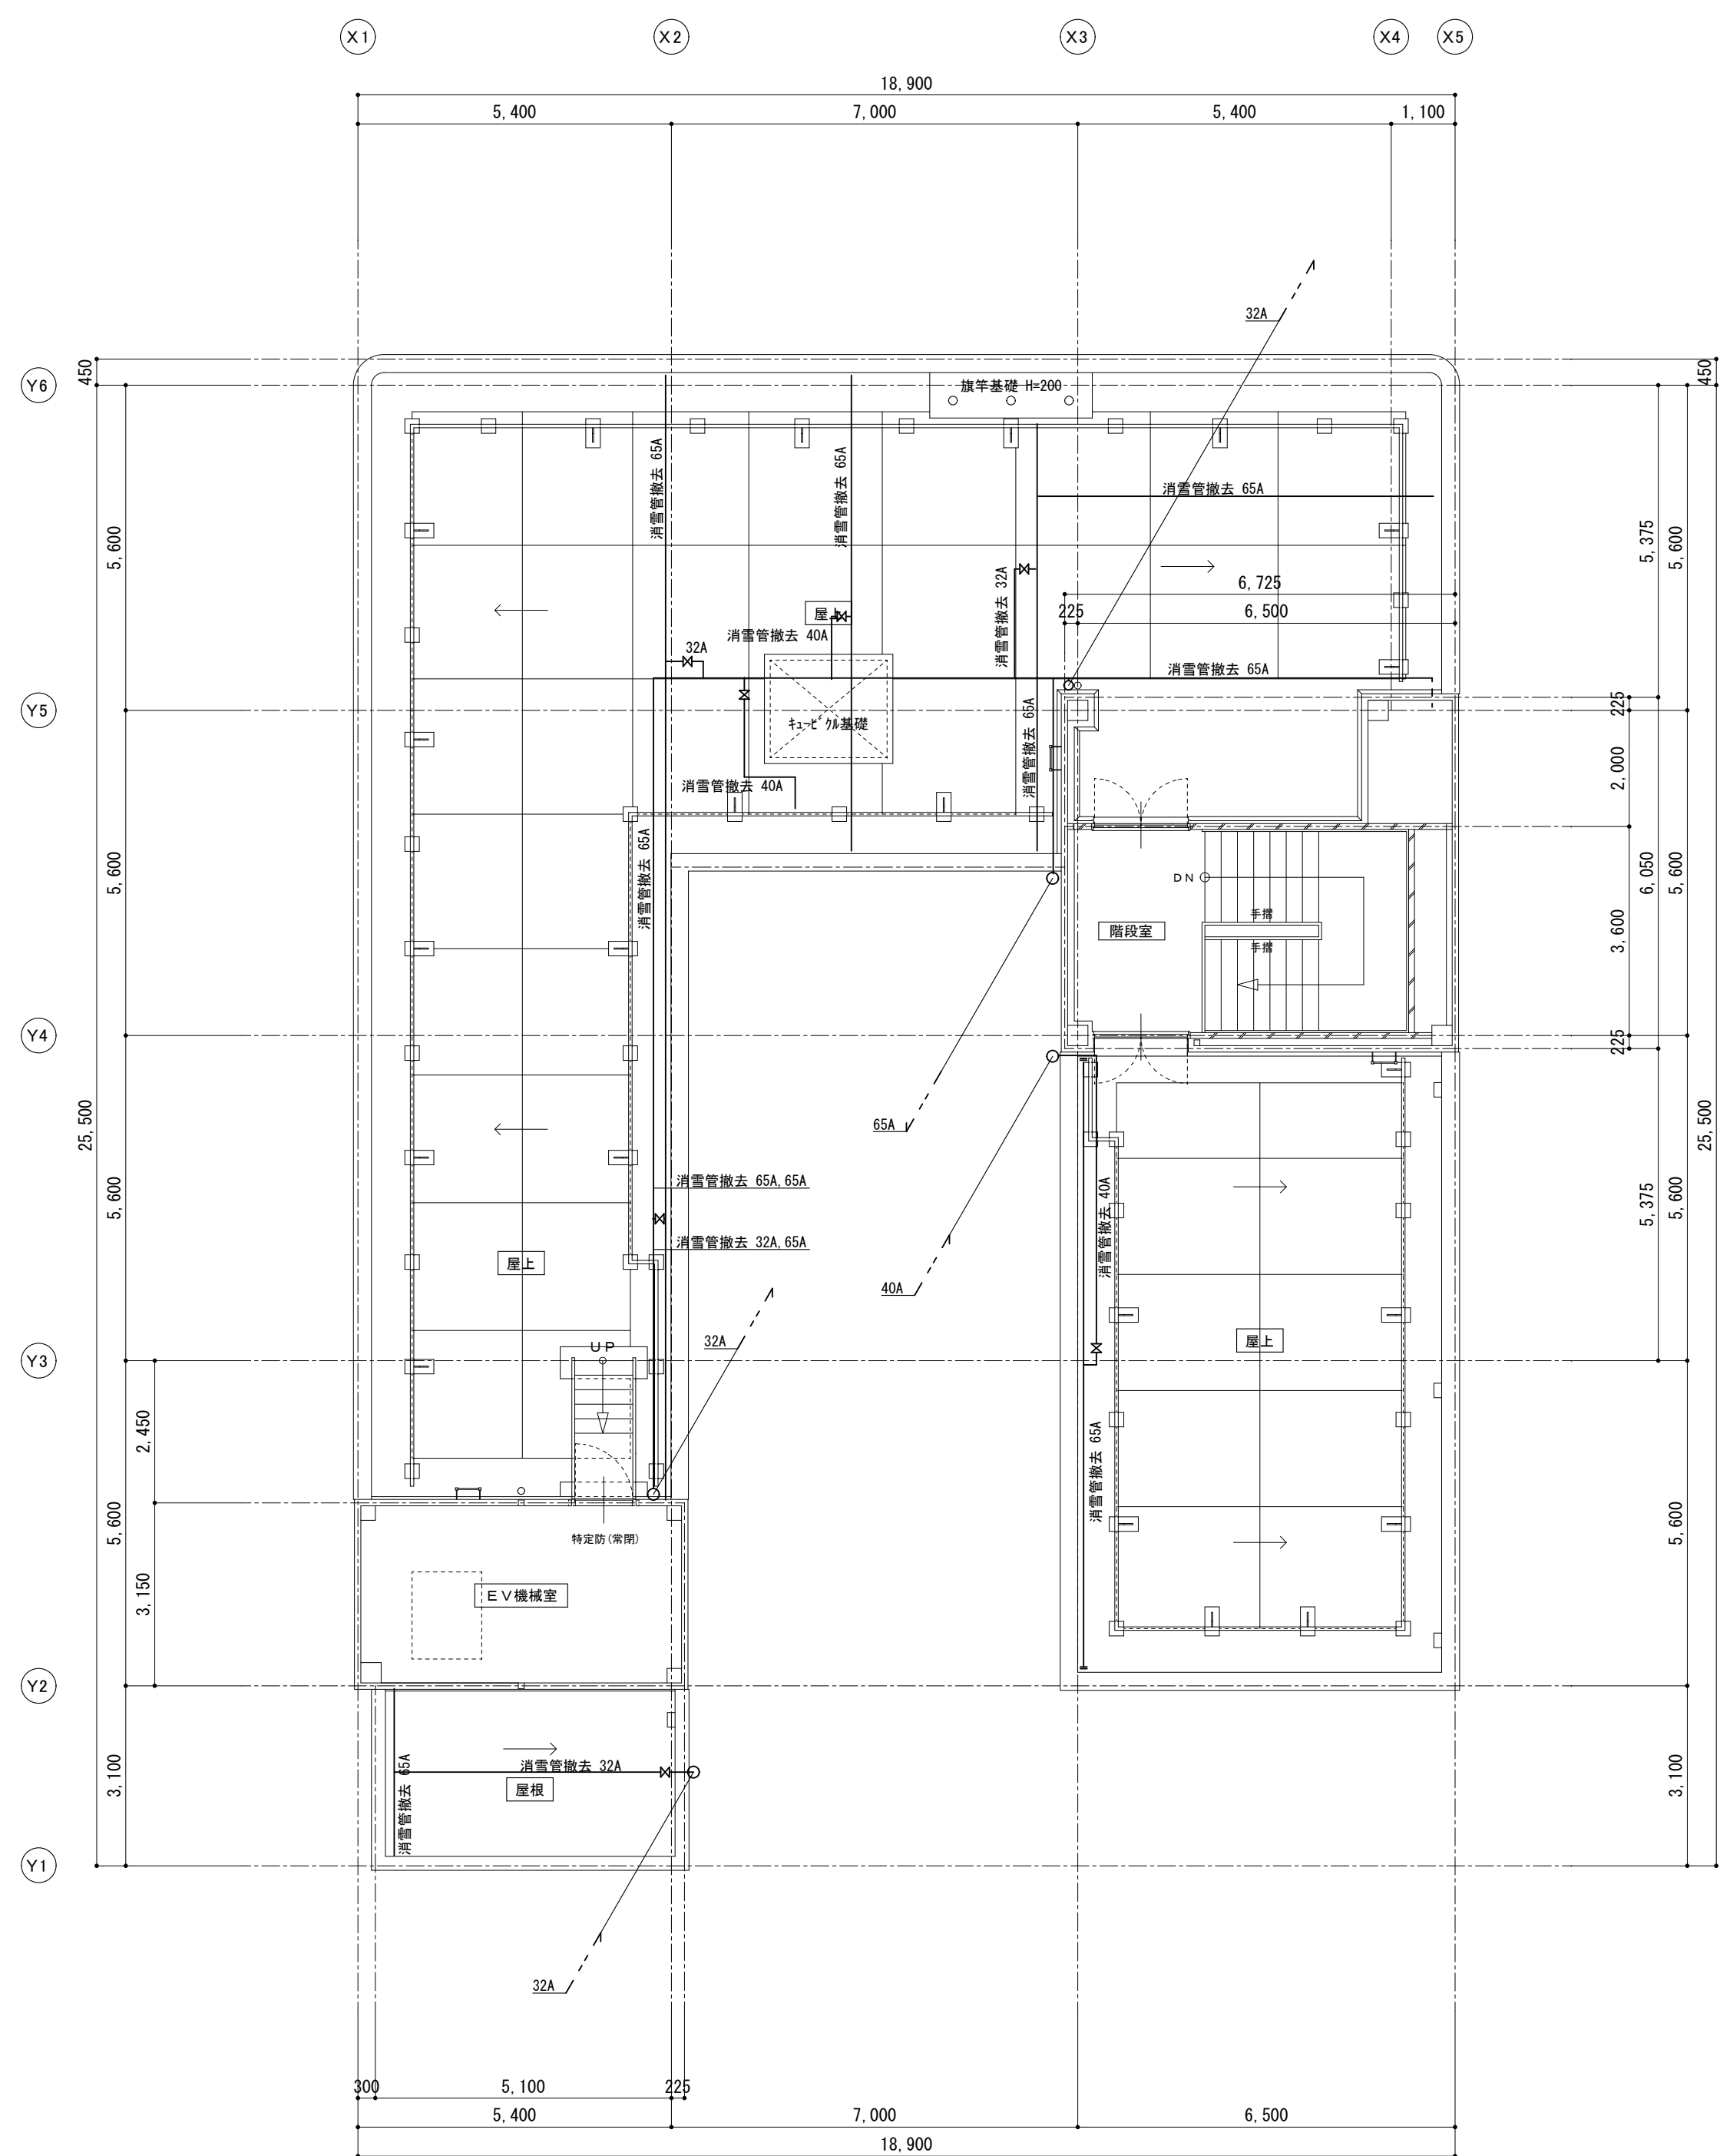 X1
X2
X3
X4
X5
18,900
5,400
7,000
5,400
1,100
32A
450
450
Y6
旗竿基礎 H=200
消雪管撤去 65A
消雪管撤去 65A
消雪管撤去 65A
5,600
5,375
5,600
消雪管撤去 32A
6,725
屋上
225
6,500
消雪管撤去 40A
32A
消雪管撤去 65A
Y5
225
キュービクル基礎
消雪管撤去 65A
2,000
消雪管撤去 40A
消雪管撤去 65A
5,600
DN
6,050
5,600
手摺
階段室
3,600
手摺
Y4
225
25,500
65A
25,500
消雪管撤去 65A,65A
消雪管撤去 40A
5,600
5,375
5,600
消雪管撤去 32A,65A
屋上
40A
32A
屋上
UP
Y3
2,450
消雪管撤去 65A
5,600
5,600
特定防(常閉)
3,150
EV機械室
Y2
消雪管撤去 32A
消雪管撤去 65A
屋根
3,100
3,100
Y1
32A
300
5,100
225
5,400
7,000
6,500
18,900